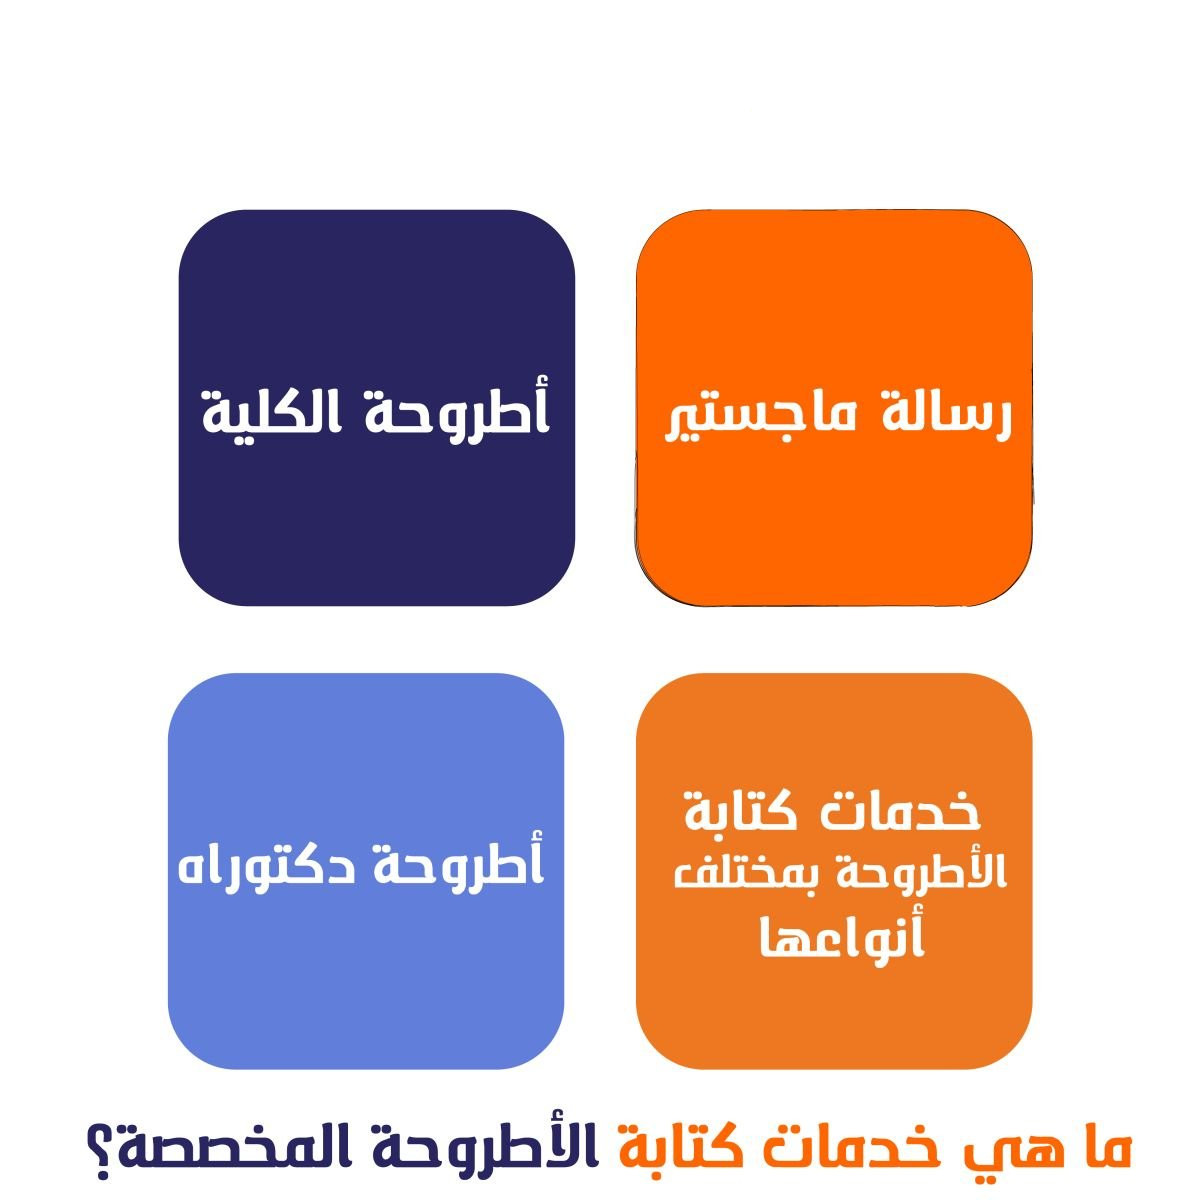 رسالة ماجستير
أطروحة الكلية
خدمات كتابة
الأطروحة بمختلف
أنواعها
أطروحة دكتوراه
ما هي خدمات كتابة الأطروحة المخصصة؟